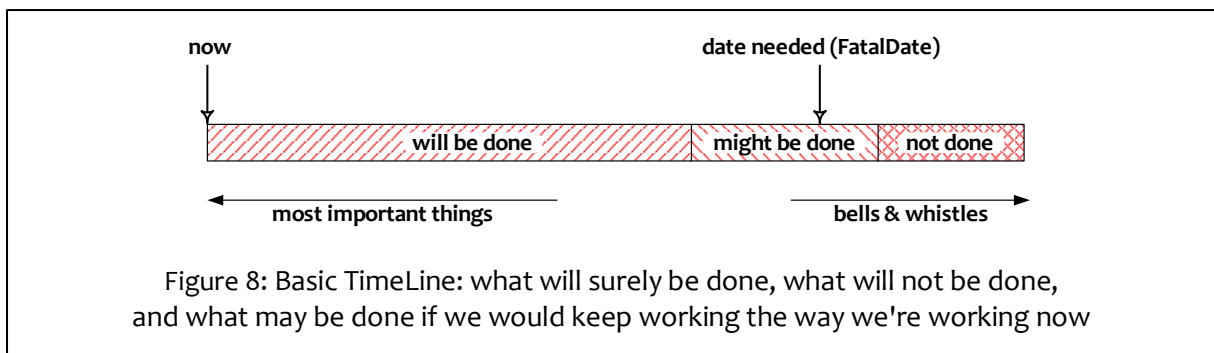 now
date needed (FatalDate)
will be done
might be done
not done
most important things
bells & whistles
Figure 8: Basic TimeLine: what will surely be done, what will not be done,
and what may be done if we would keep working the way we're working now